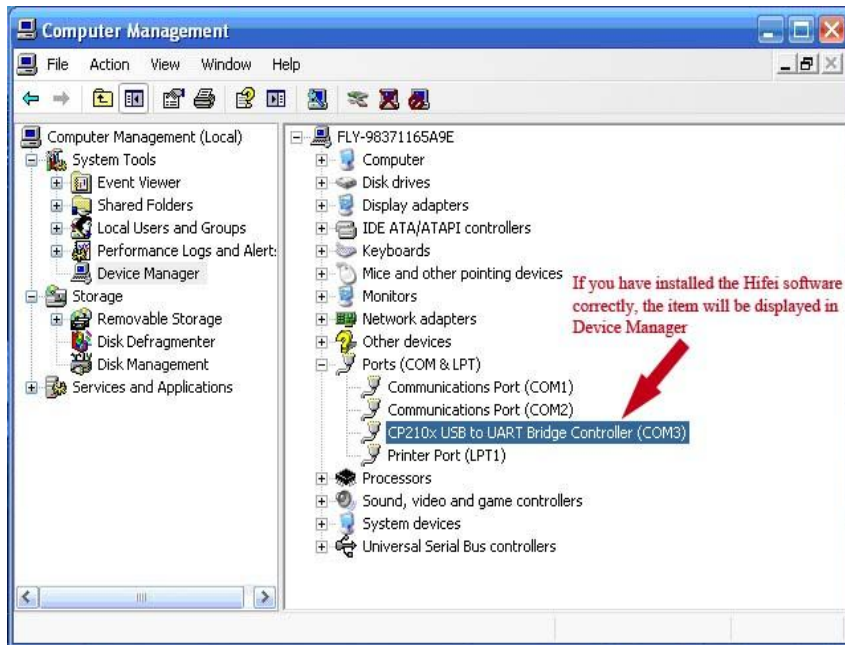 Computer Management
File Action View Window Help
Computer Management (Local)
System Tools
Event Viewer
Shared Folders
Local Users and Groups
Performance Logs and Alert:
Device Manager
Storage
Removable Storage
Disk Defragmenter
Disk Management
Services and Applications
FLY-98371165A9E
Computer
Disk drives
Display adapters
IDE ATA/ATAPI controllers
Keyboards
Mice and other pointing devices
Monitors
Network adapters
Other devices
Ports (COM & LPT)
Communications Port (COM1)
Communications Port (COM2)
CP210x USB to UART Bridge Controller (COM3)
Printer Port (LPT1)
Processors
Sound, video and game controllers
System devices
Universal Serial Bus controllers
If you have installed the Hifei software
correctly, the item will be displayed in
Device Manager